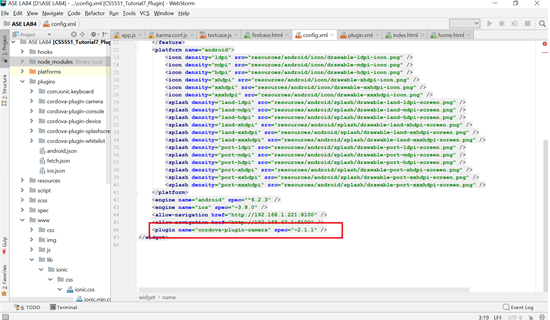 ASE LAB4 [E:\ASE LAB4] - ...\config.xml [CS5551_Tutorial7_Plugin] - WebStorm
File Edit View Navigate Code Refactor Run Tools VCS Window Help
ASE LAB4 config.xml
Project
app.js karma.conf.js testcase.js firebase.html config.xml plugin.xml index.html home.html
ASE LAB4 [CS5551_Tutorial7_Plugin]
hooks
node_modules library root
platforms
plugins
com.ionic.keyboard
cordova-plugin-camera
cordova-plugin-console
cordova-plugin-device
cordova-plugin-splashscre
cordova-plugin-whitelist
android.json
fetch.json
ios.json
resources
script
scss
spec
www
css
img
js
lib
ionic
css
ionic.css
ionic.min.css
</feature>
<platform name="android">
<icon density="ldpi" src="resources/android/icon/drawable-ldpi-icon.png" />
<icon density="mdpi" src="resources/android/icon/drawable-mdpi-icon.png" />
<icon density="hdpi" src="resources/android/icon/drawable-hdpi-icon.png" />
<icon density="xhdpi" src="resources/android/icon/drawable-xhdpi-icon.png" />
<icon density="xxhdpi" src="resources/android/icon/drawable-xxhdpi-icon.png" />
<icon density="xxxhdpi" src="resources/android/icon/drawable-xxxhdpi-icon.png" />
<splash density="land-ldpi" src="resources/android/splash/drawable-land-ldpi-screen.png" />
<splash density="land-mdpi" src="resources/android/splash/drawable-land-mdpi-screen.png" />
<splash density="land-hdpi" src="resources/android/splash/drawable-land-hdpi-screen.png" />
<splash density="land-xhdpi" src="resources/android/splash/drawable-land-xhdpi-screen.png" />
<splash density="land-xxhdpi" src="resources/android/splash/drawable-land-xxhdpi-screen.png" />
<splash density="land-xxxhdpi" src="resources/android/splash/drawable-land-xxxhdpi-screen.png" />
<splash density="port-ldpi" src="resources/android/splash/drawable-port-ldpi-screen.png" />
<splash density="port-mdpi" src="resources/android/splash/drawable-port-mdpi-screen.png" />
<splash density="port-hdpi" src="resources/android/splash/drawable-port-hdpi-screen.png" />
<splash density="port-xhdpi" src="resources/android/splash/drawable-port-xhdpi-screen.png" />
<splash density="port-xxhdpi" src="resources/android/splash/drawable-port-xxhdpi-screen.png" />
<splash density="port-xxxhdpi" src="resources/android/splash/drawable-port-xxxhdpi-screen.png" />
</platform>
<engine name="android" spec="^6.2.3" />
<engine name="ios" spec="~3.8.0" />
<allow-navigation href="http://192.168.1.221:8100" />
<plugin name="cordova-plugin-camera" spec="~2.1.1" />
</widget>
widget name
1: Project
Z: Structure
Gulp
2: Favorites
6: TODO Terminal Event Log
3:19 LF÷ UTF-8